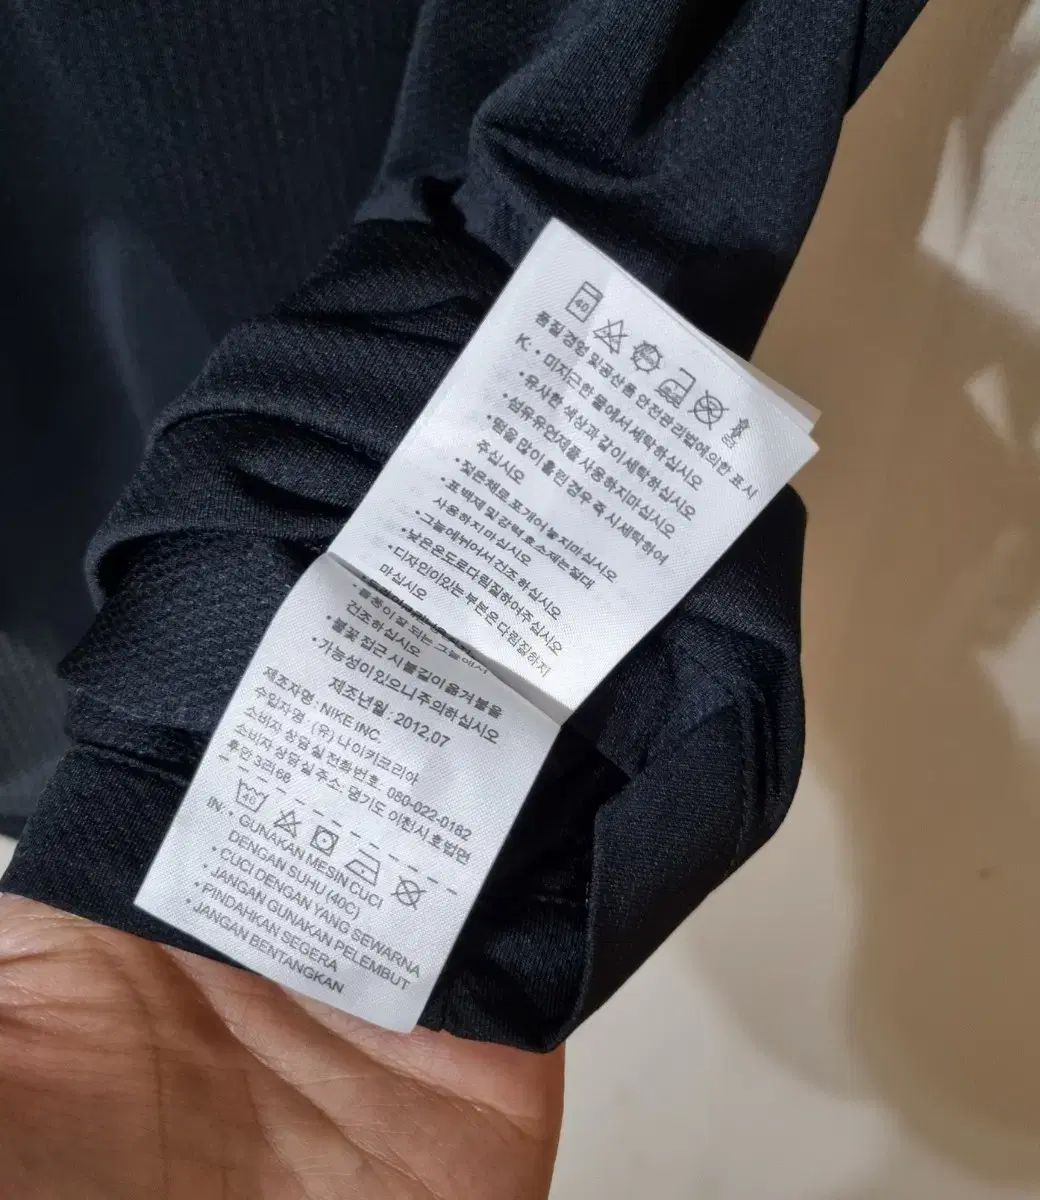 40
품질 경영 및 공산품 안전관리법에 의한 표시
K: • 미지근한 물에서 세탁하십시오
• 유사한 색상과 같이 세탁하십시오
• 섬유유연제를 사용하지마십시오
• 땀을 많이 흘린 경우 즉시 세탁하여
주십시오
• 젖은채로 포개어 놓지마십시오
• 표백제 및 강력 효소제는 절대
사용하지 마십시오
• 그늘에 뉘어서 건조하십시오
• 낮은온도로 다림질하여주십시오
• 디자인이있는 부분은 다림질하지
마십시오
• 통풍이 잘 되는 그늘에서
건조 하십시오
• 불꽃 접근 시 불길이 옮겨 붙을
• 가능성이 있으니 주의 하십시오
제조년월 : 2012.07
제조자명 : NIKE INC.
수입자명 : (유) 나이키코리아
소비자 상담실 전화번호: 080-022-0182
소비자 상담실 주소: 경기도 이천시 호법면
후안 3리 68
40
IN: • GUNAKAN MESIN CUCI
DENGAN SUHU (40C)
• CUCI DENGAN YANG SEWARNA
• JANGAN GUNAKAN PELEMBUT
• PINDAHKAN SEGERA
• JANGAN BENTANGKAN